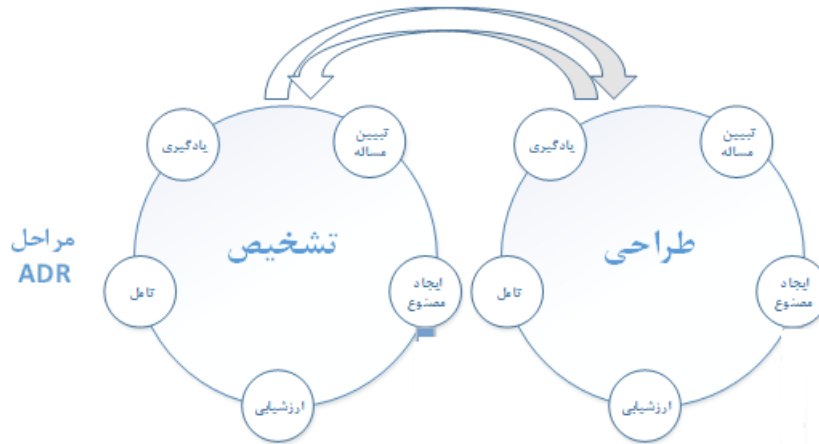 مراحل
ADR
تشخیص
تبیین
مساله
ایجاد
مصنوع
ارزشیابی
تامل
یادگیری
طراحی
تبیین
مساله
ایجاد
مصنوع
ارزشیابی
تامل
یادگیری